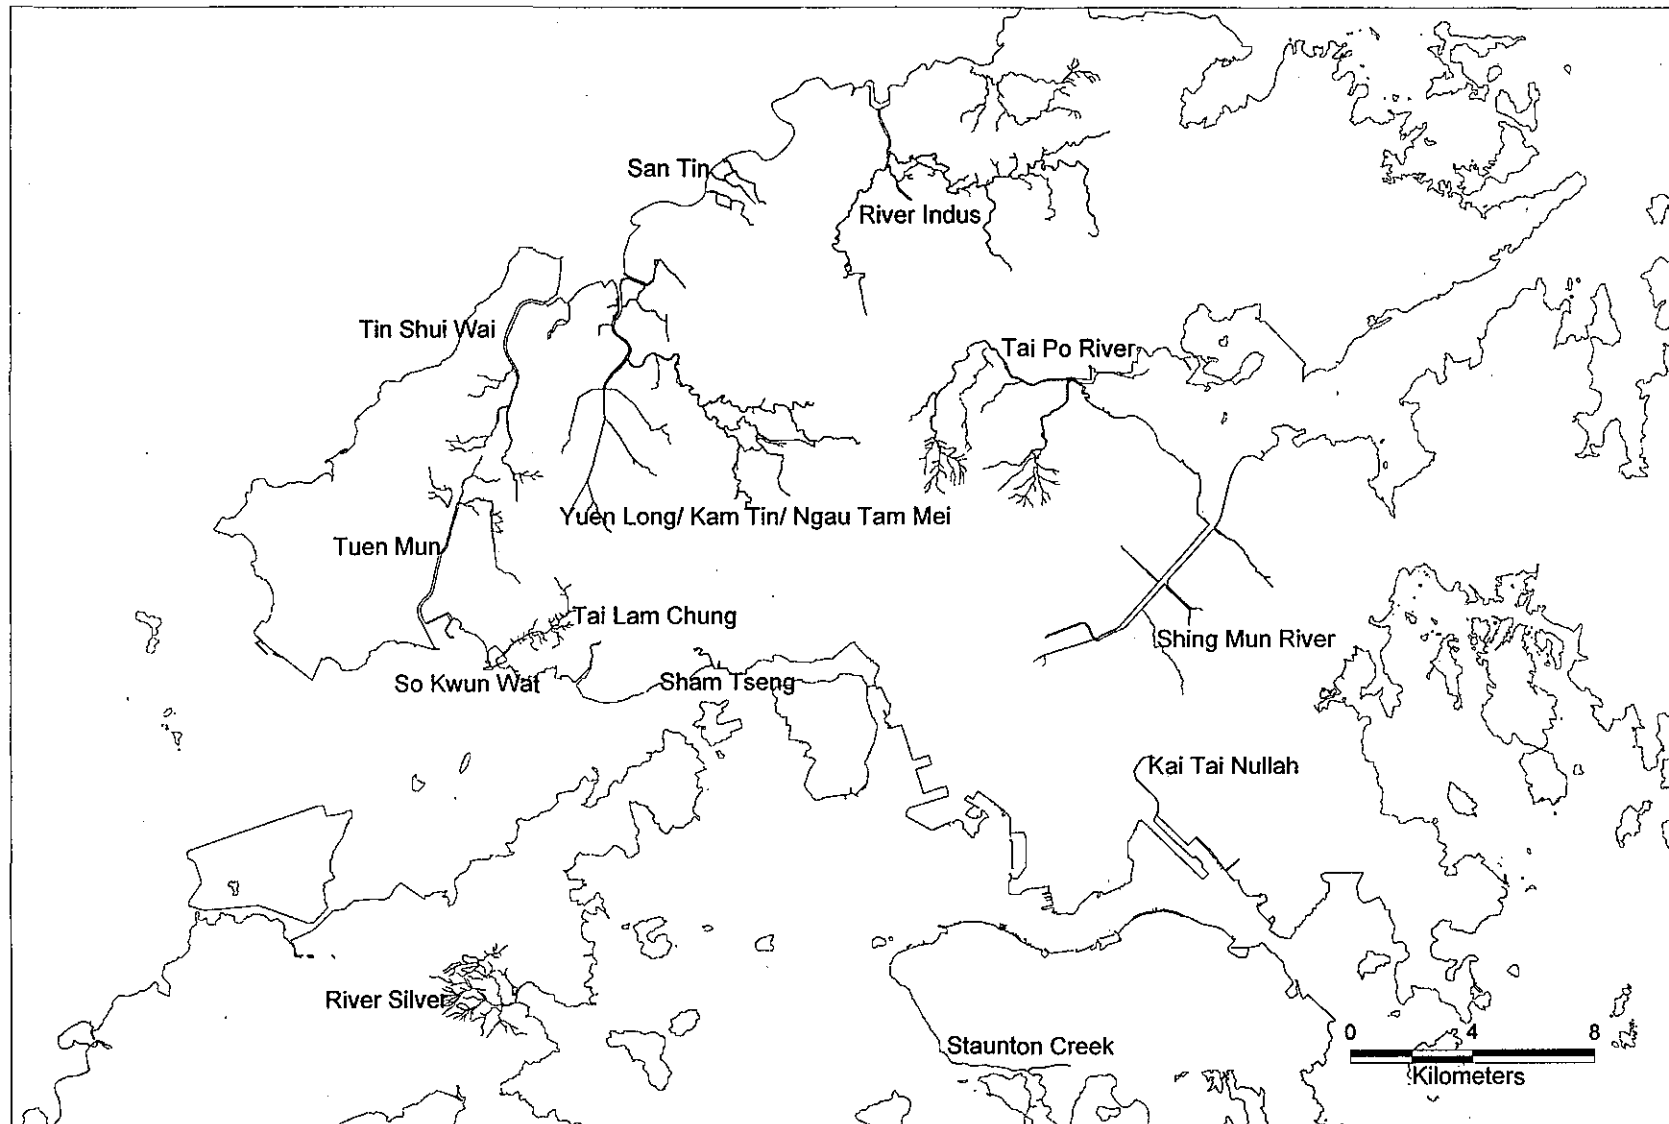 San Tin
River Indus
Tin Shui Wai
Tai Po River
Yuen Long/ Kam Tin/ Ngau Tam Mei
Tuen Mun
Tai Lam Chung
Shing Mun River
So Kwun Wat
Sham Tseng
Kai Tai Nullah
River Silver
Staunton Creek
0 4 8
Kilometers